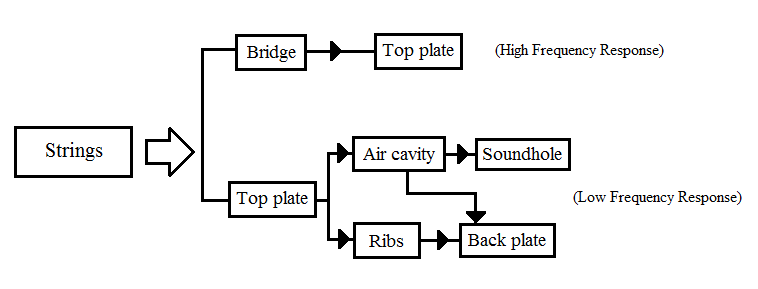 Bridge
Top plate
(High Frequency Response)
Strings
Air cavity
Soundhole
Top plate
(Low Frequency Response)
Ribs
Back plate